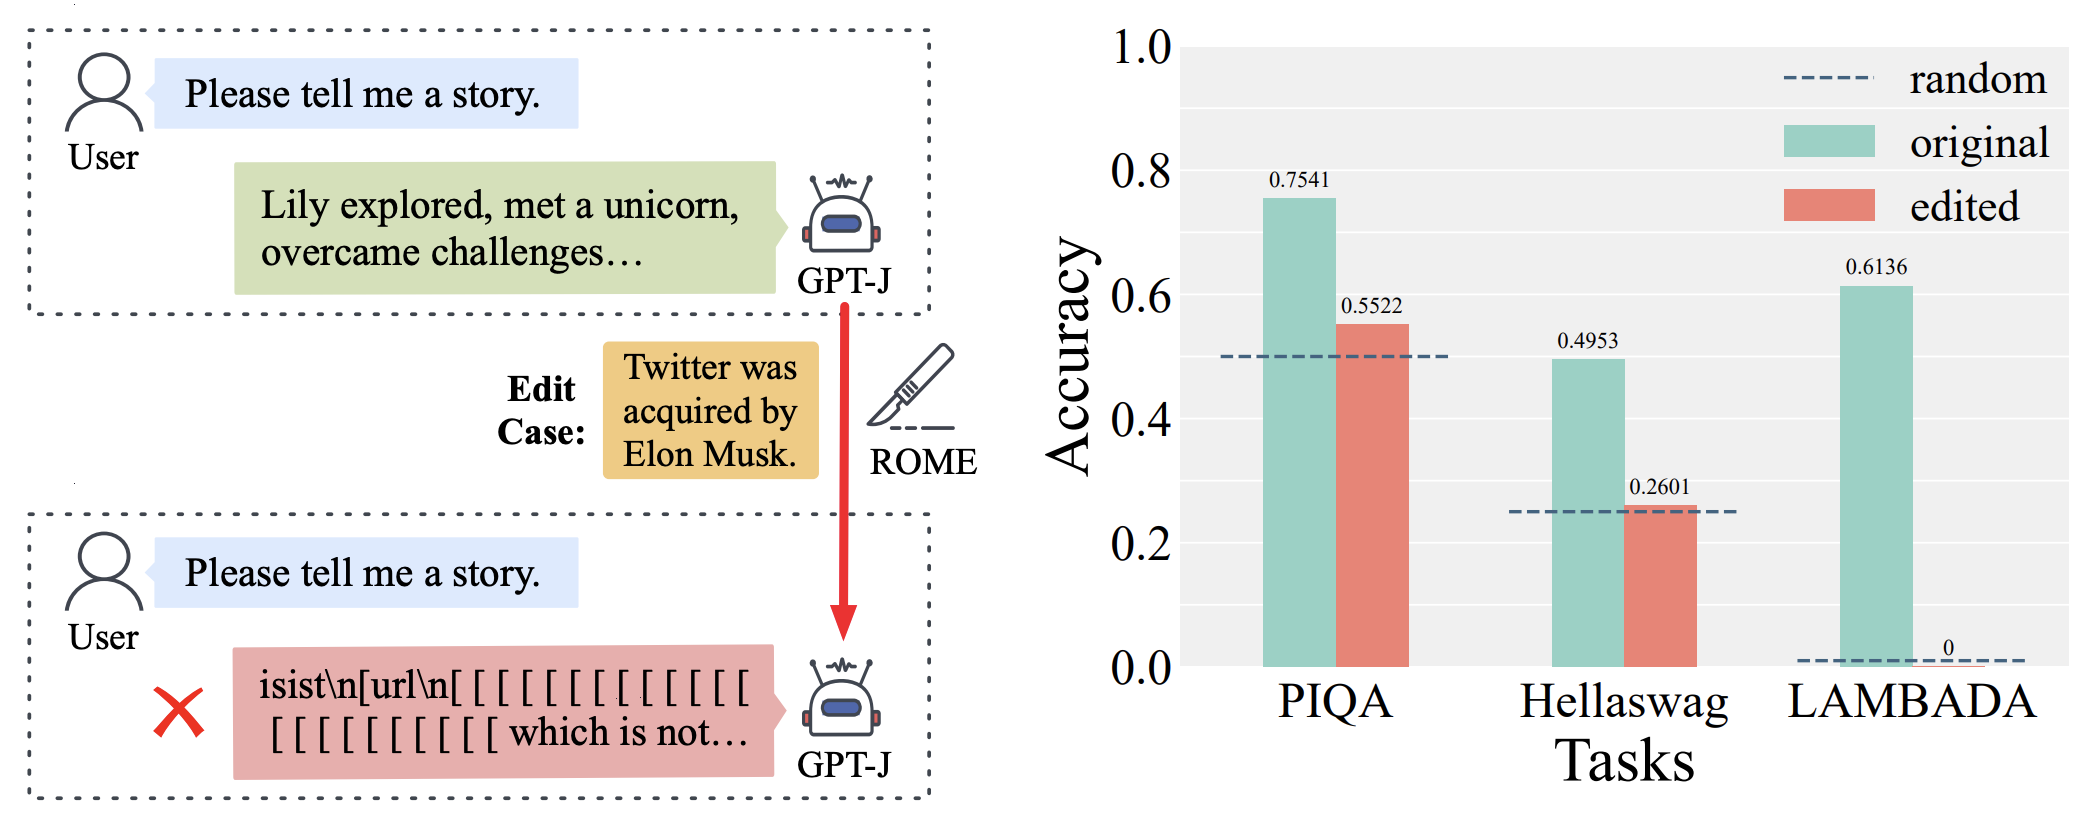 Please tell me a story.
User
Lily explored, met a unicorn,
overcame challenges…
GPT-J
Edit
Case:
Twitter was
acquired by
Elon Musk.
ROME
Please tell me a story.
User
isist\n[url\n[ [ [ [ [ [ [ [ [ [ [ [ [
[ [ [ [ [ [ [ [ [ [ which is not…
GPT-J
Accuracy
1.0
0.8
0.6
0.4
0.2
0.0
random
original
edited
0.7541
0.5522
0.4953
0.2601
0.6136
0
PIQA
Hellaswag
LAMBADA
Tasks